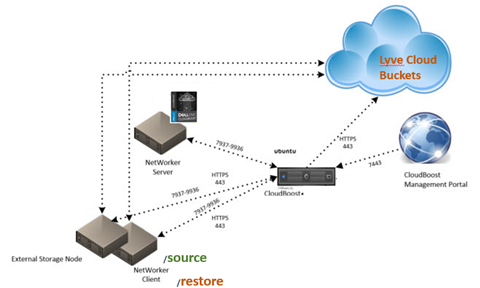 Lyve Cloud
Buckets
NetWorker
Server
7937-9936
ubuntu
HTTPS
443
7443
CloudBoost
Management Portal
HTTPS
443
7937-9936
CloudBoost
7937-9936
HTTPS
443
External Storage Node
NetWorker
Client
/source
/restore